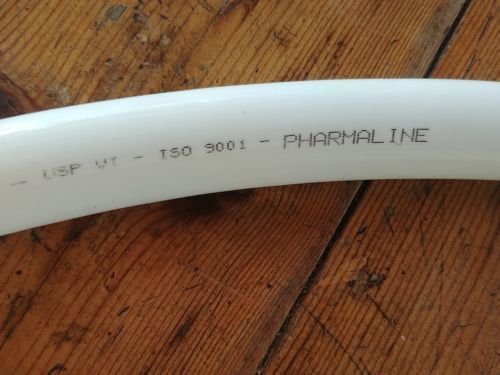 — USP VI - ISO 9001 - PHARMALINE